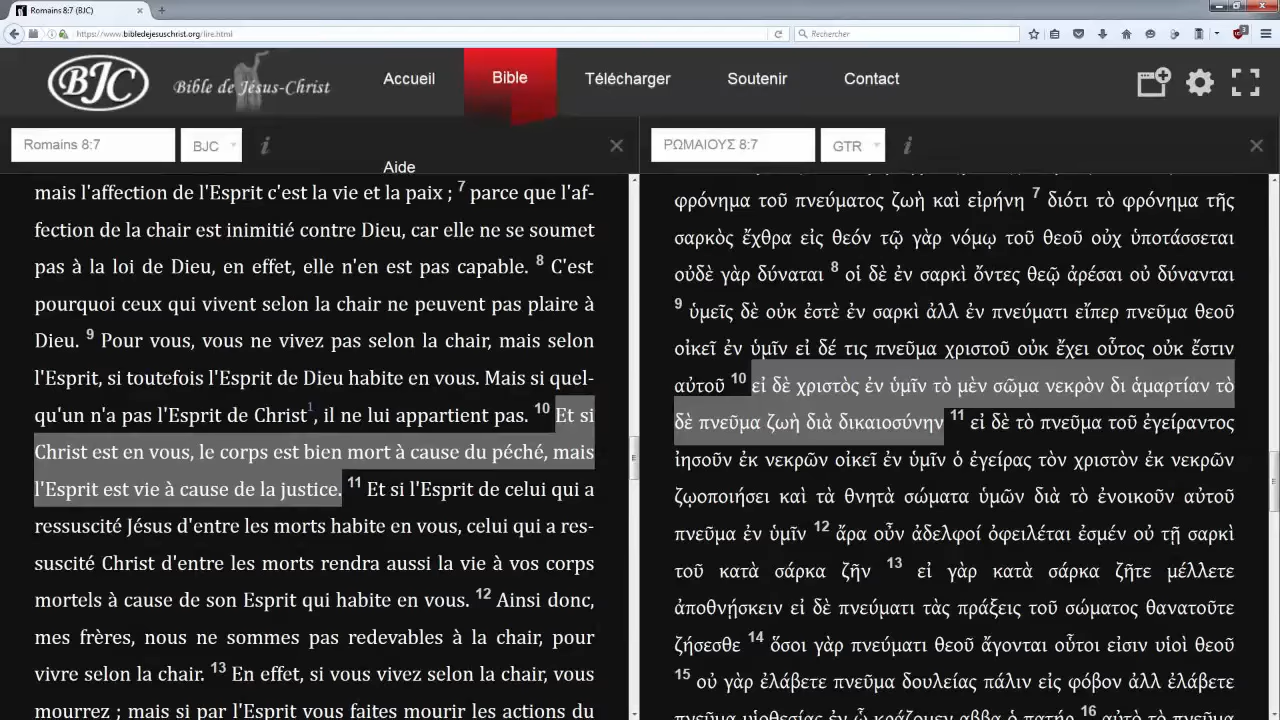 Romains 8:7 (BJC)
https://www.bibledejesuschrist.org/lire.html
Rechercher
BJC
Bible de Jésus-Christ
Accueil
Bible
Télécharger
Soutenir
Contact
Aide
Romains 8:7
BJC
i
mais l'affection de l'Esprit c'est la vie et la paix ; 7 parce que l'af-
fection de la chair est inimitié contre Dieu, car elle ne se soumet
pas à la loi de Dieu, en effet, elle n'en est pas capable. 8 C'est
pourquoi ceux qui vivent selon la chair ne peuvent pas plaire à
Dieu. 9 Pour vous, vous ne vivez pas selon la chair, mais selon
l'Esprit, si toutefois l'Esprit de Dieu habite en vous. Mais si quel-
qu'un n'a pas l'Esprit de Christ1, il ne lui appartient pas. 10 Et si
Christ est en vous, le corps est bien mort à cause du péché, mais
l'Esprit est vie à cause de la justice. 11 Et si l'Esprit de celui qui a
ressuscité Jésus d'entre les morts habite en vous, celui qui a res-
suscité Christ d'entre les morts rendra aussi la vie à vos corps
mortels à cause de son Esprit qui habite en vous. 12 Ainsi donc,
mes frères, nous ne sommes pas redevables à la chair, pour
vivre selon la chair. 13 En effet, si vous vivez selon la chair, vous
mourrez ; mais si par l'Esprit vous faites mourir les actions du
ΡΩΜΑΙΟΥΣ 8:7
GTR
i
φρόνημα τοῦ πνεύματος ζωὴ καὶ εἰρήνη 7 διότι τὸ φρόνημα τῆς
σαρκὸς ἔχθρα εἰς θεόν τῷ γὰρ νόμῳ τοῦ θεοῦ οὐχ ὑποτάσσεται
οὐδὲ γὰρ δύναται 8 οἱ δὲ ἐν σαρκὶ ὄντες θεῷ ἀρέσαι οὐ δύνανται
9 ὑμεῖς δὲ οὐκ ἐστὲ ἐν σαρκὶ ἀλλ ἐν πνεύματι εἴπερ πνεῦμα θεοῦ
οἰκεῖ ἐν ὑμῖν εἰ δέ τις πνεῦμα χριστοῦ οὐκ ἔχει οὗτος οὐκ ἔστιν
αὐτοῦ 10 εἰ δὲ χριστὸς ἐν ὑμῖν τὸ μὲν σῶμα νεκρὸν δι ἁμαρτίαν τὸ
δὲ πνεῦμα ζωὴ διὰ δικαιοσύνην 11 εἰ δὲ τὸ πνεῦμα τοῦ ἐγείραντος
ἰησοῦν ἐκ νεκρῶν οἰκεῖ ἐν ὑμῖν ὁ ἐγείρας τὸν χριστὸν ἐκ νεκρῶν
ζῳοποιήσει καὶ τὰ θνητὰ σώματα ὑμῶν διὰ τὸ ἐνοικοῦν αὐτοῦ
πνεῦμα ἐν ὑμῖν 12 ἄρα οὖν ἀδελφοί ὀφειλέται ἐσμέν οὐ τῇ σαρκὶ
τοῦ κατὰ σάρκα ζῆν 13 εἰ γὰρ κατὰ σάρκα ζῆτε μέλλετε
ἀποθνῄσκειν εἰ δὲ πνεύματι τὰς πράξεις τοῦ σώματος θανατοῦτε
ζήσεσθε 14 ὅσοι γὰρ πνεύματι θεοῦ ἄγονται οὗτοι εἰσιν υἱοὶ θεοῦ
15 οὐ γὰρ ἐλάβετε πνεῦμα δουλείας πάλιν εἰς φόβον ἀλλ ἐλάβετε
πνεῦμα υἱοθεσίας ἐν ᾧ κράζομεν αββα ὁ πατήρ 16 αὐτὸ τὸ πνεῦμα